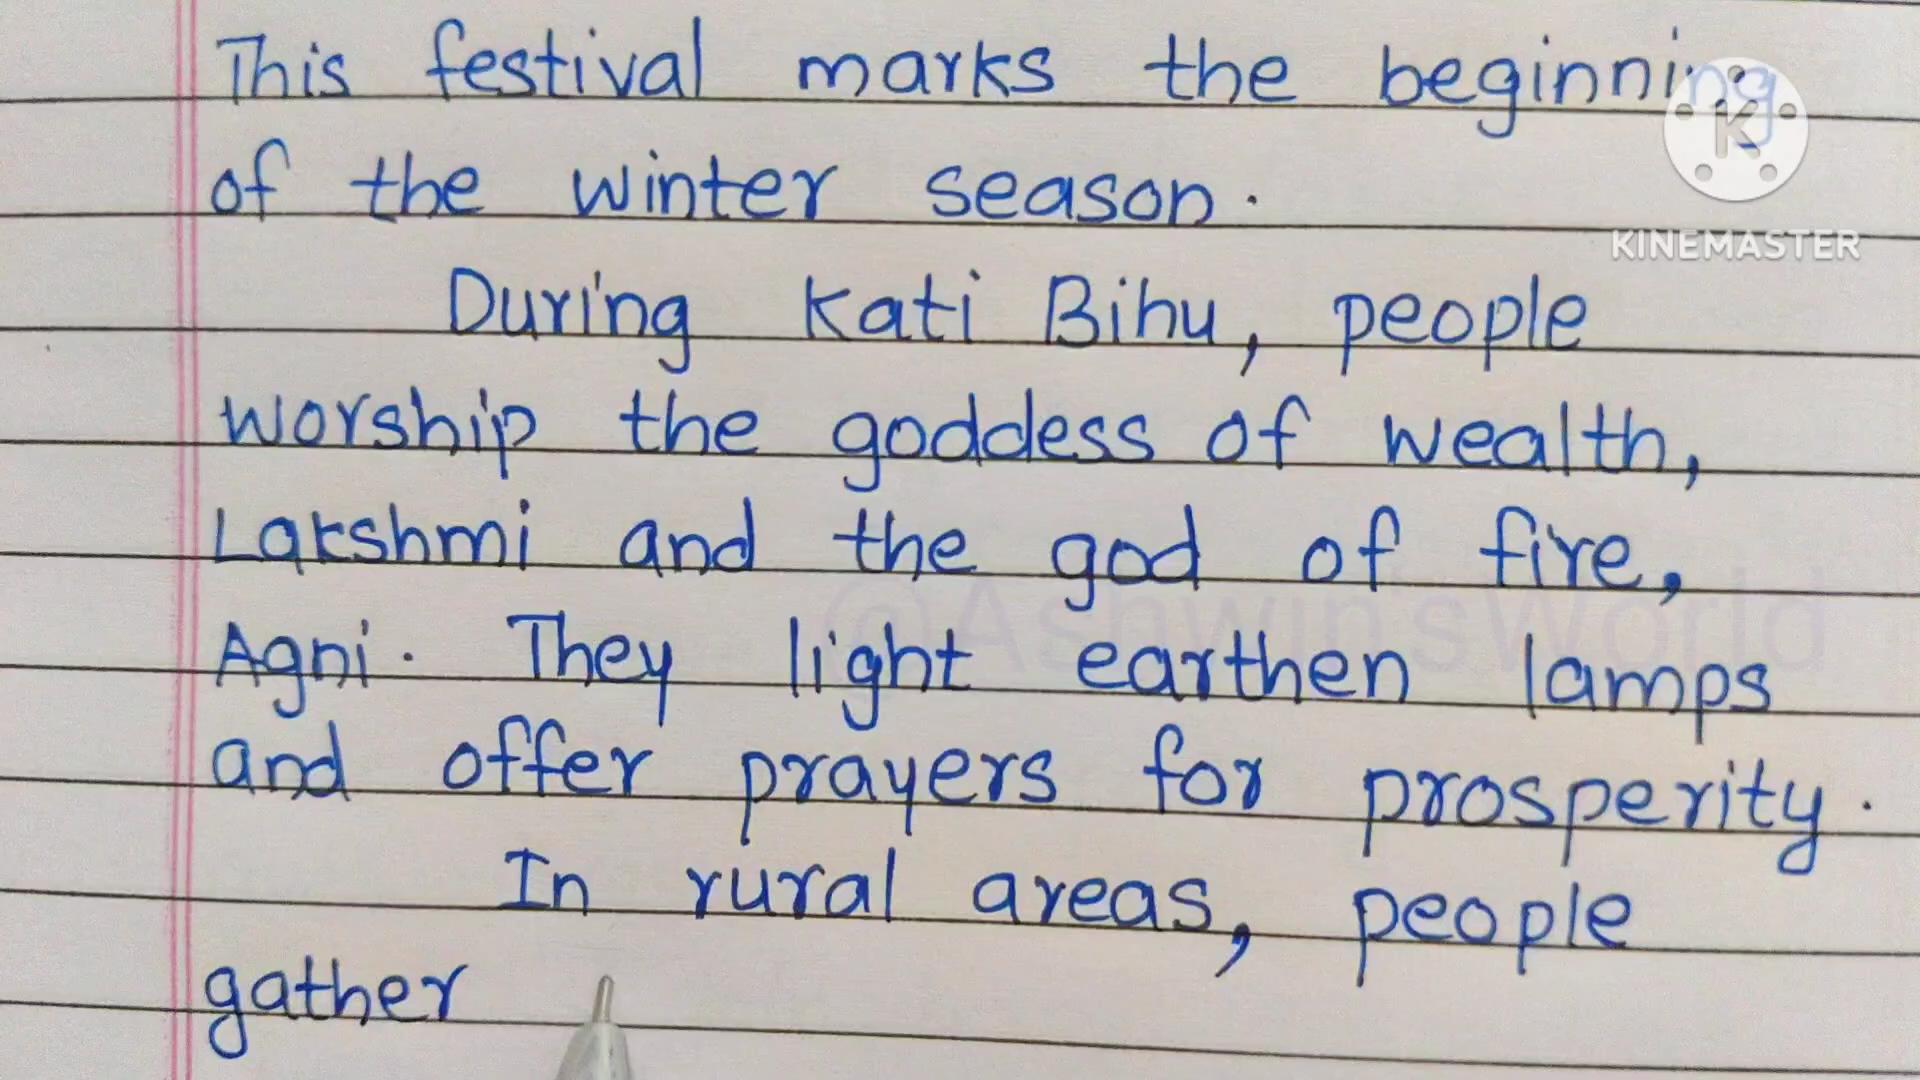 This festival marks the beginning
of the winter season.
KINEMASTER
During Kati Bihu, people
worship the goddess of wealth,
Lakshmi and the god of fire,
@Ashwin'sWorld
Agni. They light earthen lamps
and offer prayers for prosperity.
In rural areas, people
gather